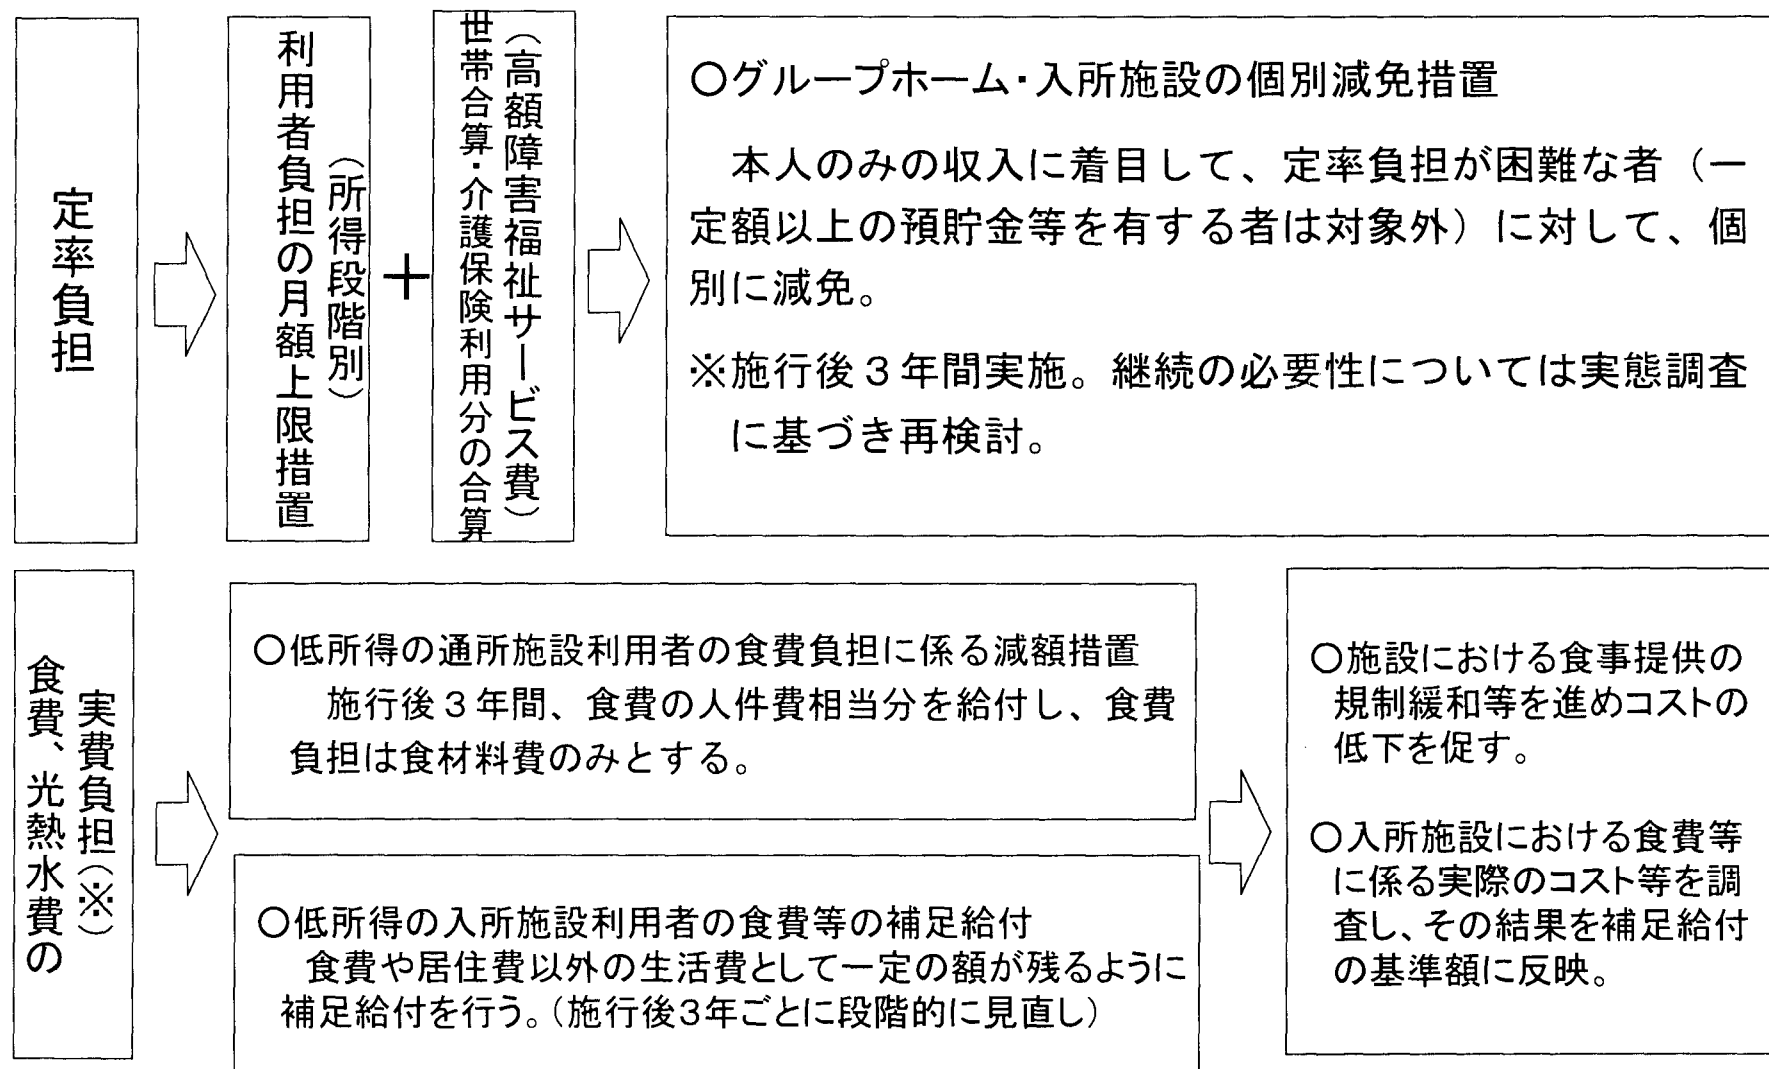 定率負担
利用者負担の月額上限措置
（所得段階別）
＋
（高額障害福祉サービス費）
世帯合算・介護保険利用分の合算
○グループホーム・入所施設の個別減免措置
本人のみの収入に着目して、定率負担が困難な者（一
定額以上の預貯金等を有する者は対象外）に対して、個
別に減免。
※施行後３年間実施。継続の必要性については実態調査
に基づき再検討。
食費、光熱水費の
実費負担（※）
○低所得の通所施設利用者の食費負担に係る減額措置
施行後３年間、食費の人件費相当分を給付し、食費
負担は食材料費のみとする。
○低所得の入所施設利用者の食費等の補足給付
食費や居住費以外の生活費として一定の額が残るように
補足給付を行う。（施行後3年ごとに段階的に見直し）
○施設における食事提供の
規制緩和等を進めコストの
低下を促す。
○入所施設における食費等
に係る実際のコスト等を調
査し、その結果を補足給付
の基準額に反映。